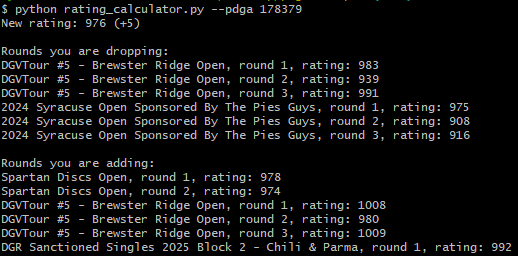 $ python rating_calculator.py --pdga 178379
New rating: 976 (+5)
Rounds you are dropping:
DGVTour #5 - Brewster Ridge Open, round 1, rating: 983
DGVTour #5 - Brewster Ridge Open, round 2, rating: 939
DGVTour #5 - Brewster Ridge Open, round 3, rating: 991
2024 Syracuse Open Sponsored By The Pies Guys, round 1, rating: 975
2024 Syracuse Open Sponsored By The Pies Guys, round 2, rating: 908
2024 Syracuse Open Sponsored By The Pies Guys, round 3, rating: 916
Rounds you are adding:
Spartan Discs Open, round 1, rating: 978
Spartan Discs Open, round 2, rating: 974
DGVTour #5 - Brewster Ridge Open, round 1, rating: 1008
DGVTour #5 - Brewster Ridge Open, round 2, rating: 980
DGVTour #5 - Brewster Ridge Open, round 3, rating: 1009
DGR Sanctioned Singles 2025 Block 2 - Chili & Parma, round 1, rating: 992